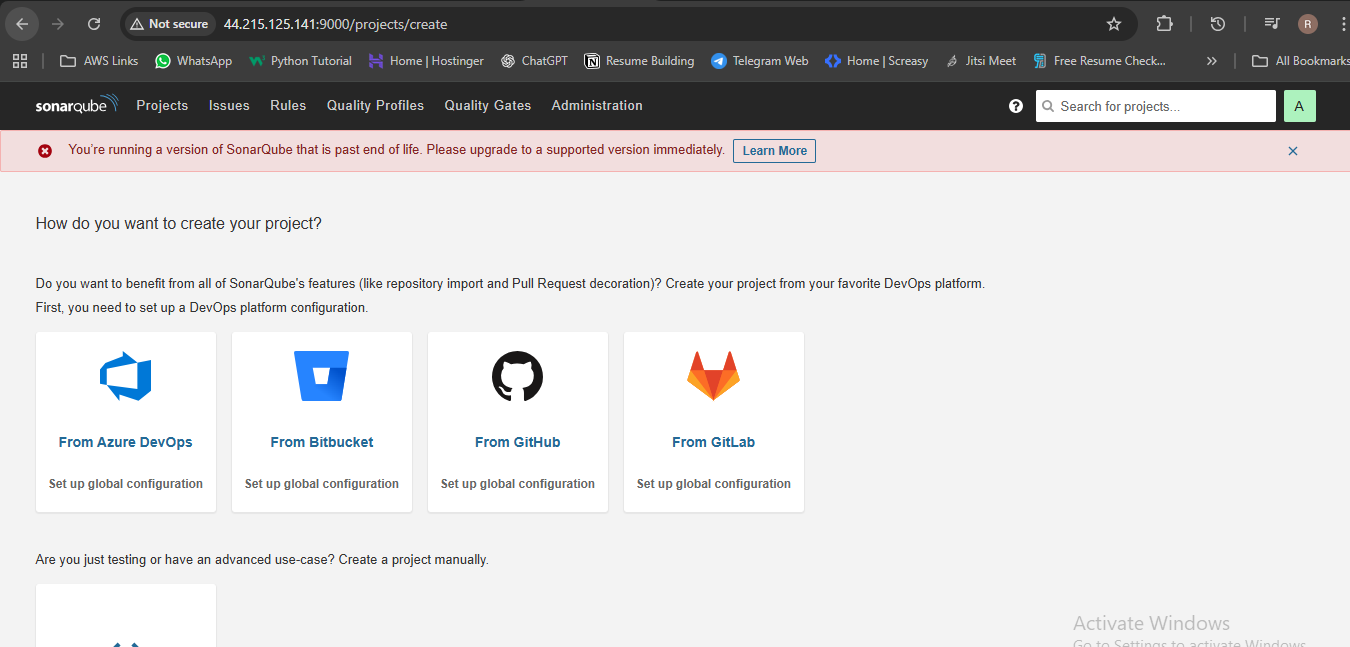 Not secure 44.215.125.141:9000/projects/create R
AWS Links WhatsApp Python Tutorial Home | Hostinger ChatGPT Resume Building Telegram Web Home | Screasy Jitsi Meet Free Resume Check... » All Bookmarks
sonarqube Projects Issues Rules Quality Profiles Quality Gates Administration ? Search for projects... A
You're running a version of SonarQube that is past end of life. Please upgrade to a supported version immediately. Learn More
How do you want to create your project?
Do you want to benefit from all of SonarQube's features (like repository import and Pull Request decoration)? Create your project from your favorite DevOps platform.
First, you need to set up a DevOps platform configuration.
From Azure DevOps From Bitbucket From GitHub From GitLab
Set up global configuration Set up global configuration Set up global configuration Set up global configuration
Are you just testing or have an advanced use-case? Create a project manually.
Activate Windows
Go to Settings to activate Windows.